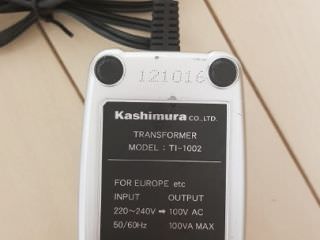 121016
Kashimura CO.,LTD.
TRANSFORMER
MODEL : TI-1002
FOR EUROPE etc
INPUT OUTPUT
220~240V → 100V AC
50/60Hz 100VA MAX